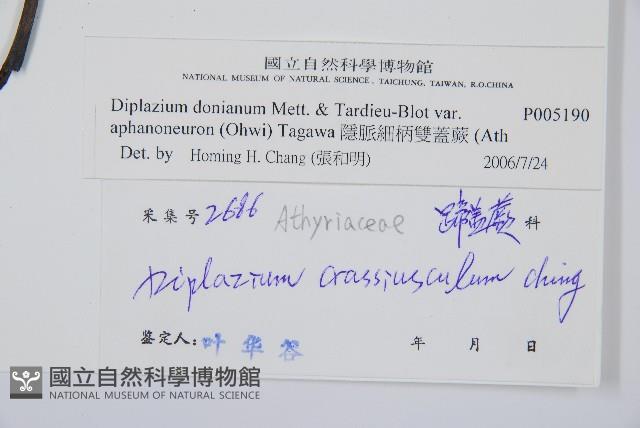 國立自然科學博物館
NATIONAL MUSEUM OF NATURAL SCIENCE, TAICHUNG, TAIWAN, R.O.CHINA
Diplazium donianum Mett. & Tardieu-Blot var. P005190
aphanoneuron (Ohwi) Tagawa 隱脈細柄雙蓋蕨 (Ath
Det. by Homing H. Chang (張和明) 2006/7/24
采集号 2686 Athyriaceae 蹄盖蕨 科
Diplazium crassiusculum Ching
鉴定人: 叶华谷 年 月 日
國立自然科學博物館
NATIONAL MUSEUM OF NATURAL SCIENCE